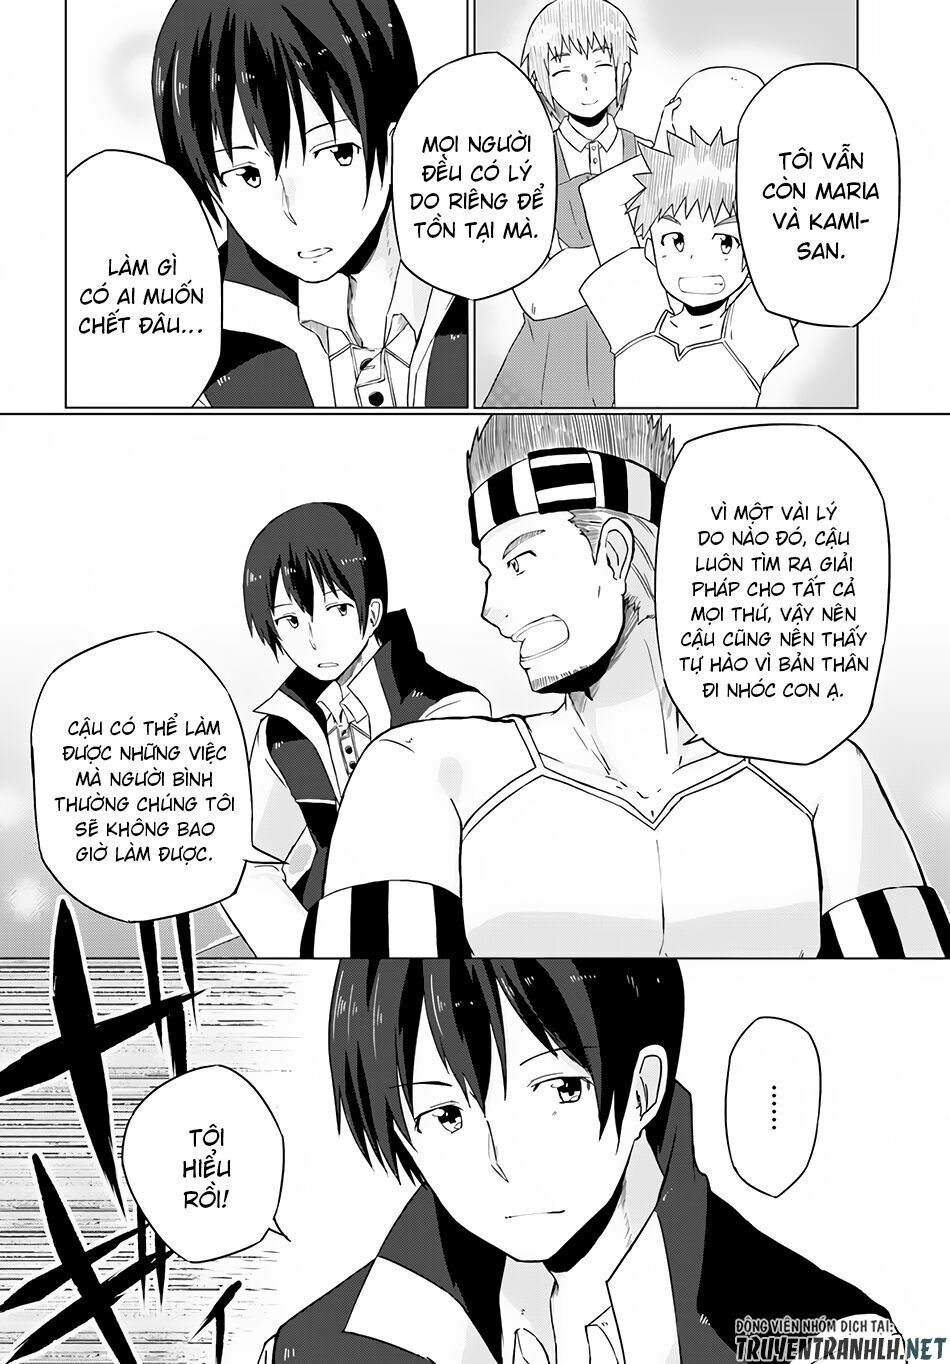 TÔI VẪN
CÒN MARIA
VÀ KAMI-
SAN.
MỌI NGƯỜI
ĐỀU CÓ LÝ
DO RIÊNG ĐỂ
TỒN TẠI MÀ.
LÀM GÌ
CÓ AI MUỐN
CHẾT ĐÂU...
VÌ MỘT VÀI LÝ
DO NÀO ĐÓ, CẬU
LUÔN TÌM RA GIẢI
PHÁP CHO TẤT CẢ
MỌI THỨ, VẬY NÊN
CẬU CŨNG NÊN THẤY
TỰ HÀO VÌ BẢN THÂN
ĐI NHÓC CON Ạ.
CẬU CÓ THỂ LÀM
ĐƯỢC NHỮNG VIỆC
MÀ NGƯỜI BÌNH
THƯỜNG CHÚNG TÔI
SẼ KHÔNG BAO
GIỜ LÀM ĐƯỢC.
......
TÔI
HIỂU
RỒI!
ĐỘNG VIÊN NHÓM DỊCH TẠI:
TRUYENTRANHLH.NET